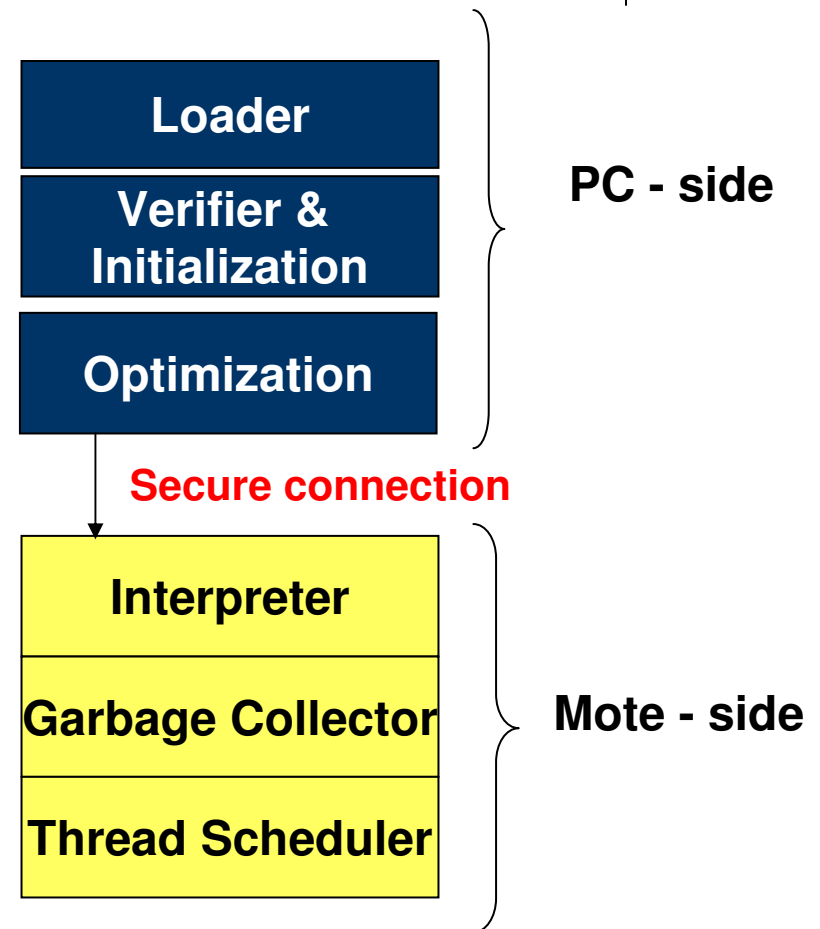 Loader
PC - side
Verifier &
Initialization
Optimization
Secure connection
Interpreter
Garbage Collector
Mote - side
Thread Scheduler